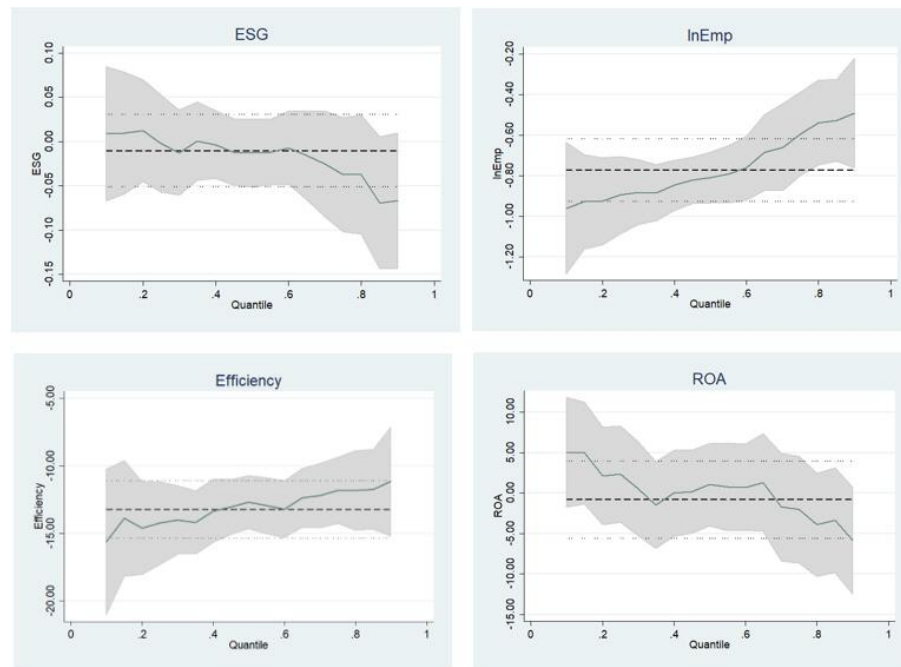 ESG
0.10
0.05
0.00
-0.05
-0.10
-0.15
ESG
0 .2 .4 .6 .8 1
Quantile
lnEmp
-0.20
-0.40
-0.60
-0.80
-1.00
-1.20
lnEmp
0 .2 .4 .6 .8 1
Quantile
Efficiency
-5.00
-10.00
-15.00
-20.00
Efficiency
0 .2 .4 .6 .8 1
Quantile
ROA
10.00
5.00
0.00
-5.00
-10.00
-15.00
ROA
0 .2 .4 .6 .8 1
Quantile